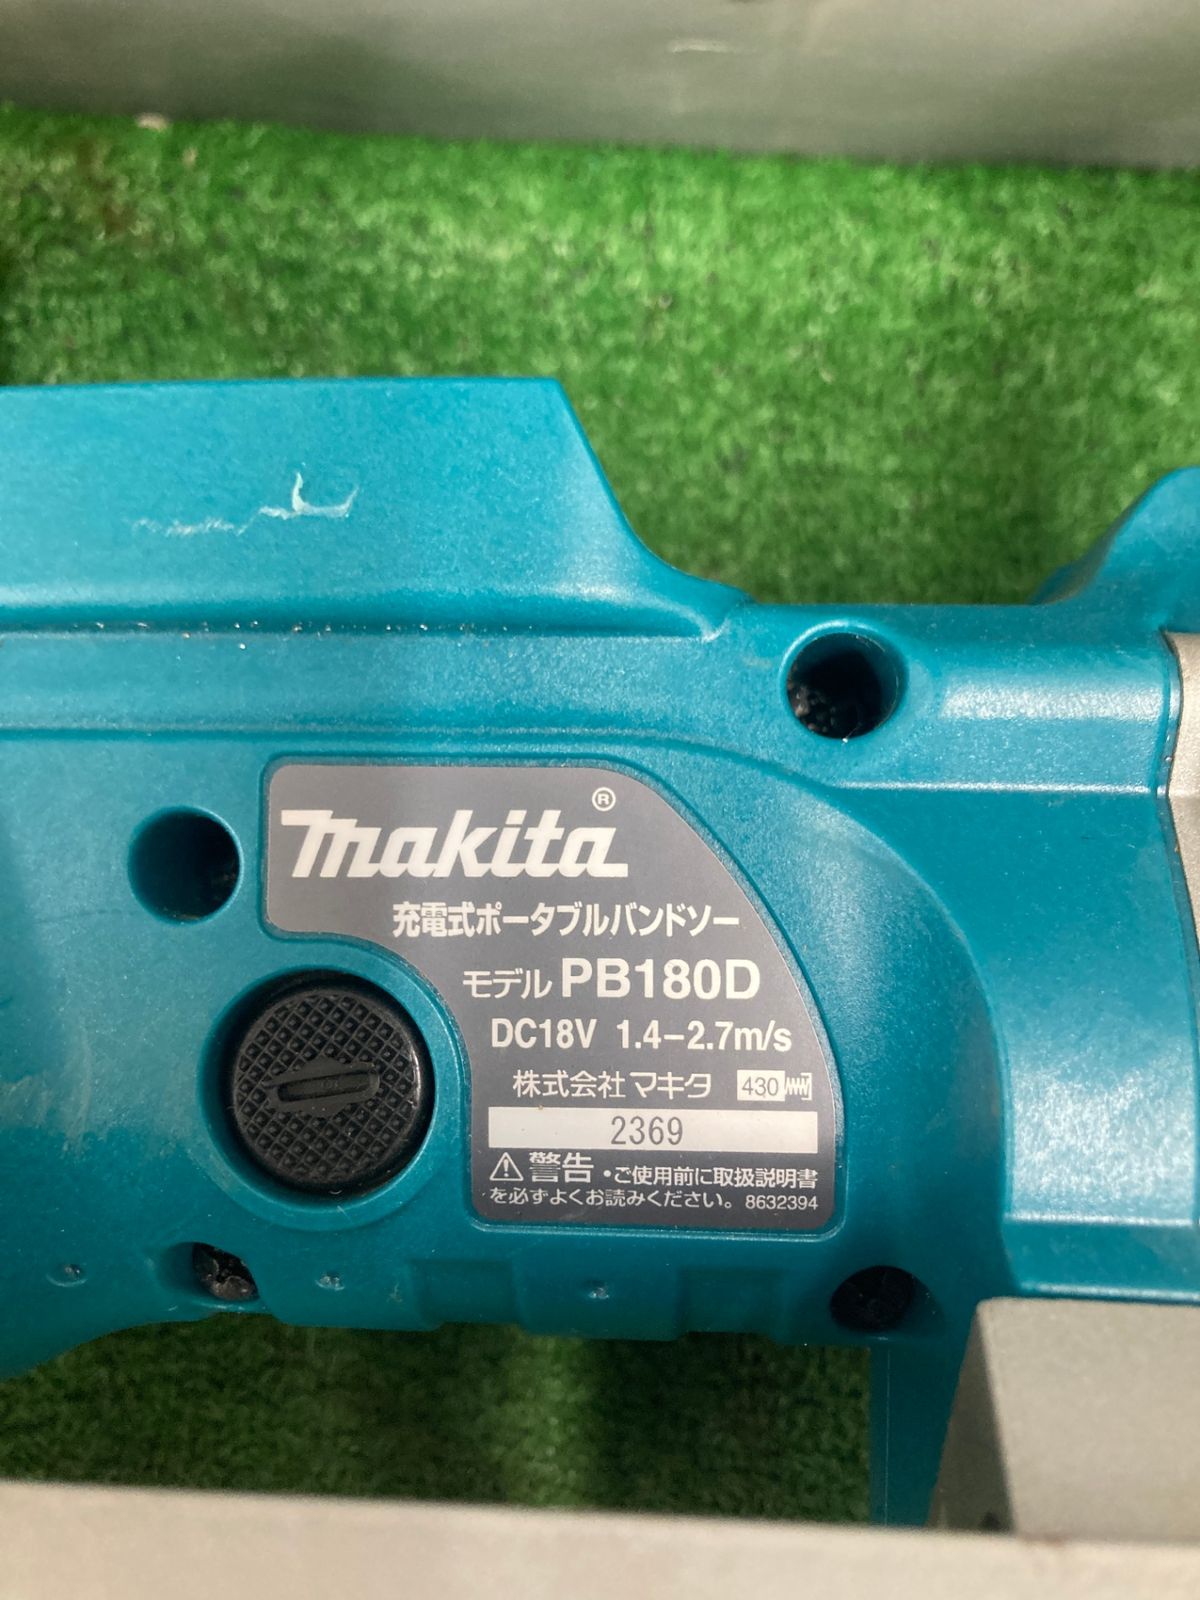 makita®
充電式ポータブルバンドソー
モデル PB180D
DC18V 1.4-2.7m/s
株式会社マキタ 430
2369
⚠警告・ご使用前に取扱説明書
を必ずよくお読みください。 8632394